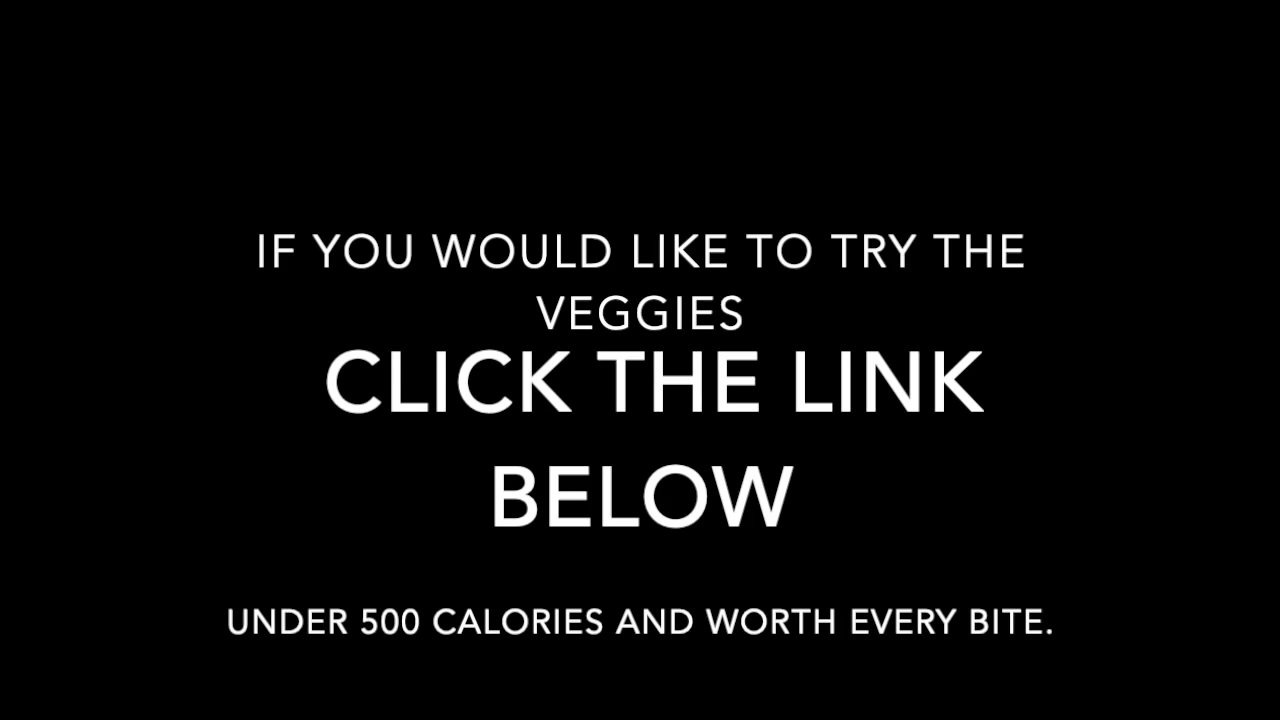 IF YOU WOULD LIKE TO TRY THE
VEGGIES
CLICK THE LINK
BELOW
UNDER 500 CALORIES AND WORTH EVERY BITE.